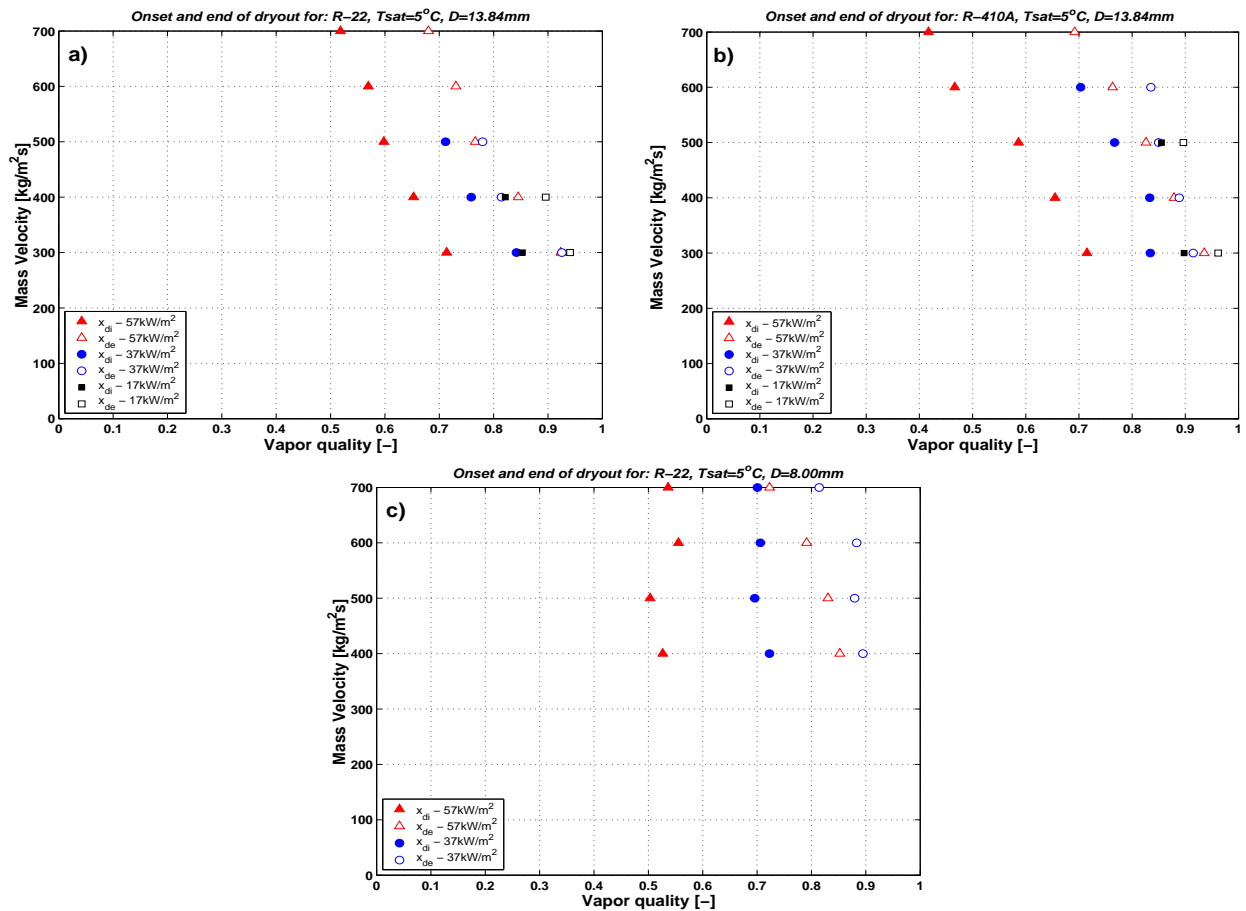 Onset and end of dryout for: R−22, Tsat=5°C, D=13.84mm
a)
Mass Velocity [kg/m²s]
700
600
500
400
300
200
100
0
x_di − 57kW/m²
x_de − 57kW/m²
x_di − 37kW/m²
x_de − 37kW/m²
x_di − 17kW/m²
x_de − 17kW/m²
0 0.1 0.2 0.3 0.4 0.5 0.6 0.7 0.8 0.9 1
Vapor quality [−]
Onset and end of dryout for: R−410A, Tsat=5°C, D=13.84mm
b)
Mass Velocity [kg/m²s]
700
600
500
400
300
200
100
0
x_di − 57kW/m²
x_de − 57kW/m²
x_di − 37kW/m²
x_de − 37kW/m²
x_di − 17kW/m²
x_de − 17kW/m²
0 0.1 0.2 0.3 0.4 0.5 0.6 0.7 0.8 0.9 1
Vapor quality [−]
Onset and end of dryout for: R−22, Tsat=5°C, D=8.00mm
c)
Mass Velocity [kg/m²s]
700
600
500
400
300
200
100
0
x_di − 57kW/m²
x_de − 57kW/m²
x_di − 37kW/m²
x_de − 37kW/m²
0 0.1 0.2 0.3 0.4 0.5 0.6 0.7 0.8 0.9 1
Vapor quality [−]